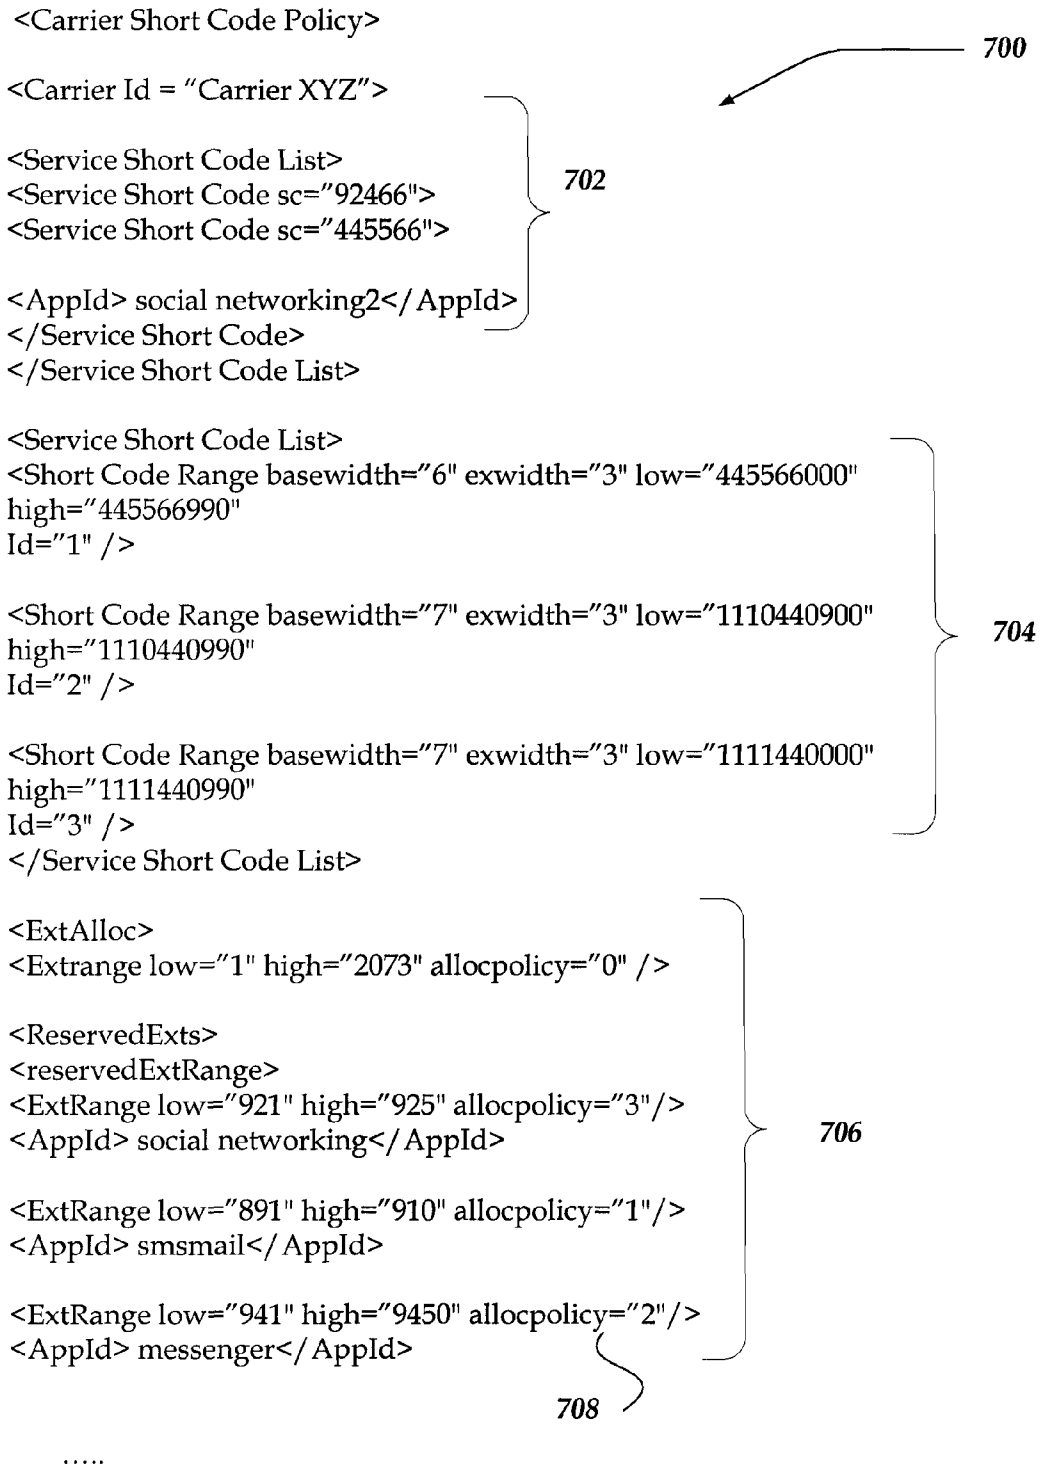 <Carrier Short Code Policy>
700
<Carrier Id = "Carrier XYZ">
<Service Short Code List>
702
<Service Short Code sc="92466">
<Service Short Code sc="445566">
<AppId> social networking2</AppId>
</Service Short Code>
</Service Short Code List>
<Service Short Code List>
<Short Code Range basewidth="6" exwidth="3" low="445566000"
high="445566990"
Id="1" />
<Short Code Range basewidth="7" exwidth="3" low="1110440900"
704
high="1110440990"
Id="2" />
<Short Code Range basewidth="7" exwidth="3" low="1111440000"
high="1111440990"
Id="3" />
</Service Short Code List>
<ExtAlloc>
<Extrange low="1" high="2073" allocpolicy="0" />
<ReservedExts>
<reservedExtRange>
<ExtRange low="921" high="925" allocpolicy="3"/>
<AppId> social networking</AppId>
706
<ExtRange low="891" high="910" allocpolicy="1"/>
<AppId> smsmail</AppId>
<ExtRange low="941" high="9450" allocpolicy="2"/>
<AppId> messenger</AppId>
708
.....